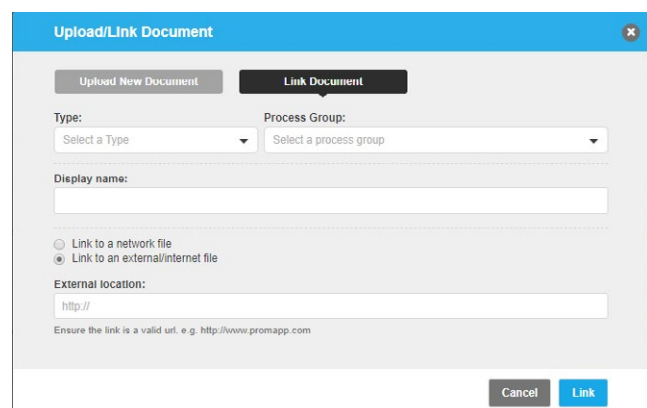 Upload/Link Document
Upload New Document
Link Document
Type:
Process Group:
Select a Type
Select a process group
Display name:
Link to a network file
Link to an external/internet file
External location:
http://
Ensure the link is a valid url. e.g. http://www.promapp.com
Cancel
Link